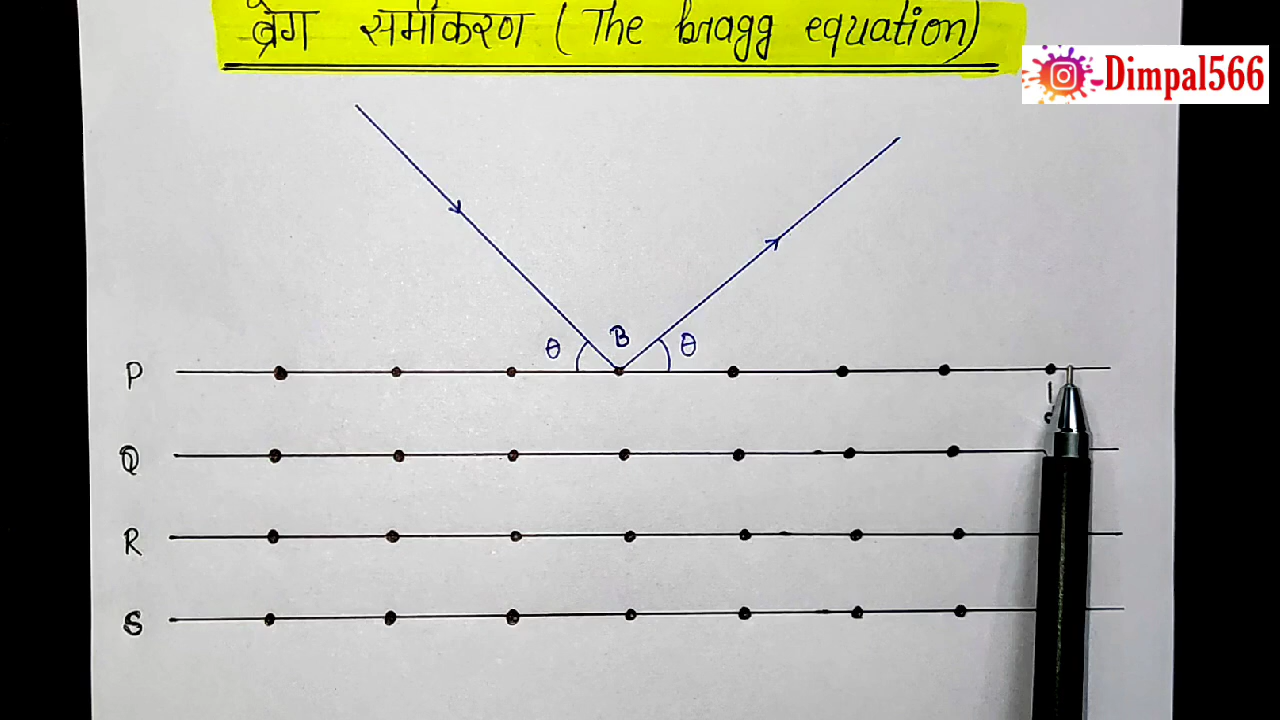 ब्रेग समीकरण ( The bragg equation)
Dimpal566
θ B θ
P
Q
R
S